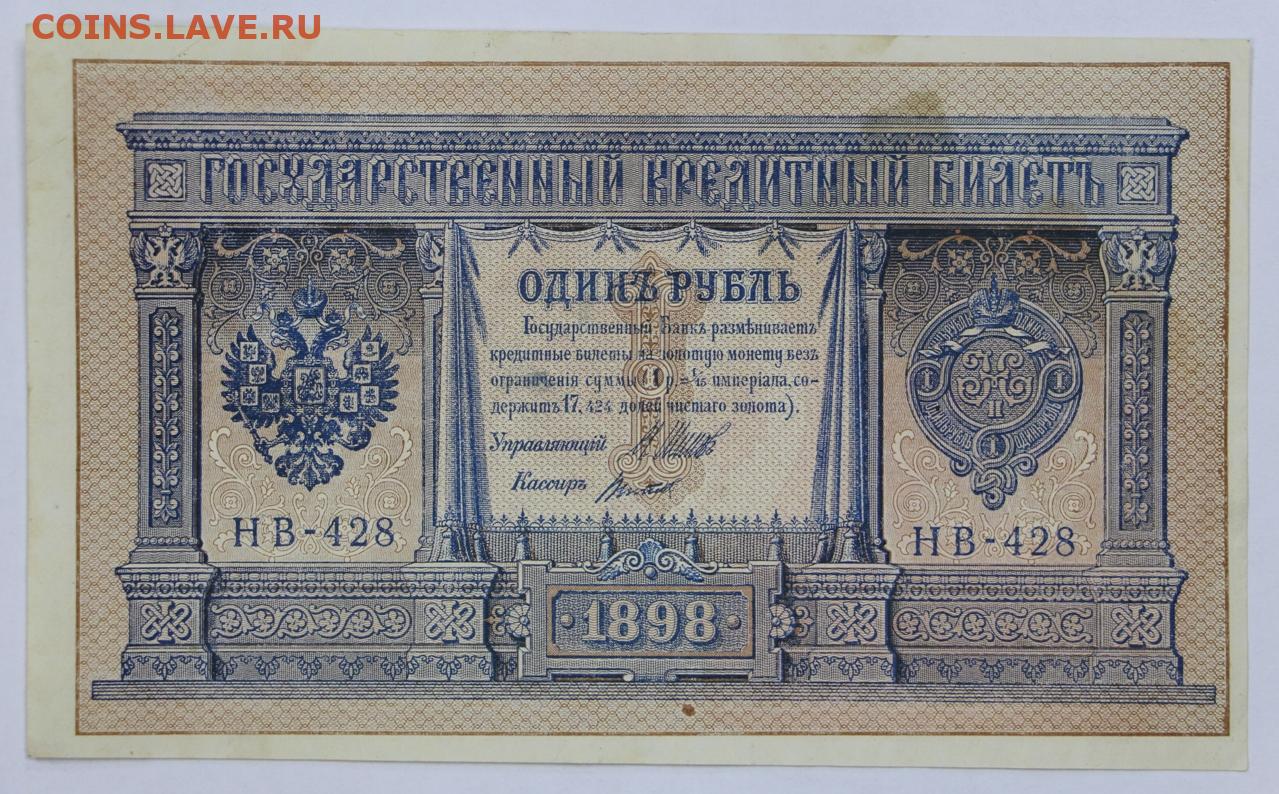 COINS.LAVE.RU
ГОСУДАРСТВЕННЫЙ КРЕДИТНЫЙ БИЛЕТЪ
ОДИНЪ РУБЛЬ
Государственный Банкъ размѣниваетъ
кредитные билеты на золотую монету безъ
ограниченія суммы (1 р. = 1/15 имперіала, со-
держитъ 17,424 долей чистаго золота).
Управляющій
Кассиръ
НВ-428
НВ-428
1898